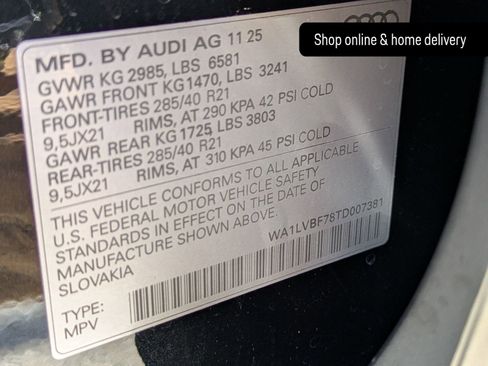 Shop online & home delivery
MFD. BY AUDI AG 11 25
GVWR KG 2985, LBS 6581
GAWR FRONT KG1470, LBS 3241
FRONT-TIRES 285/40 R21
9,5JX21 RIMS, AT 290 KPA 42 PSI COLD
GAWR REAR KG1725, LBS 3803
REAR-TIRES 285/40 R21
9,5JX21 RIMS, AT 310 KPA 45 PSI COLD
THIS VEHICLE CONFORMS TO ALL APPLICABLE
U.S. FEDERAL MOTOR VEHICLE SAFETY
STANDARDS IN EFFECT ON THE DATE OF
MANUFACTURE SHOWN ABOVE.
SLOVAKIA
WA1LVBF78TD007381
TYPE:
MPV